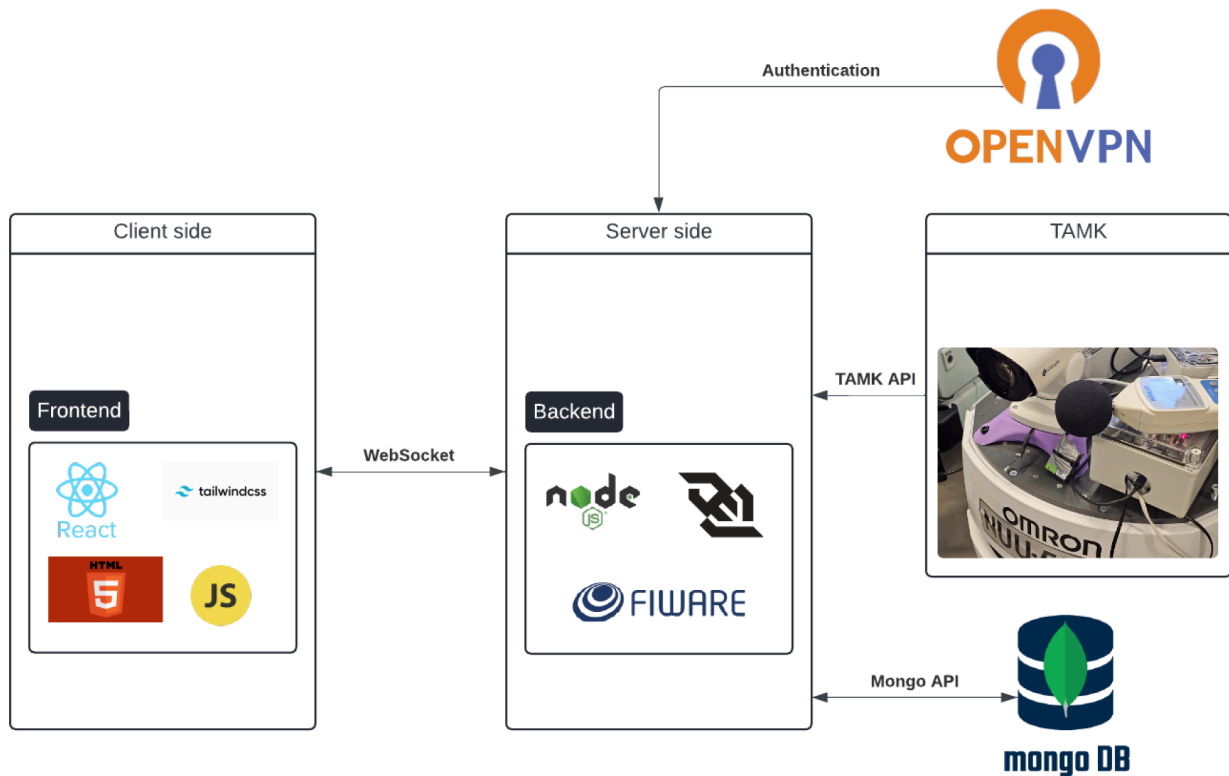 Authentication
OPENVPN
Client side
Server side
TAMK
Frontend
Backend
TAMK API
WebSocket
React
tailwindcss
HTML
5
JS
node
JS
FIWARE
OMRON
Mongo API
mongo DB